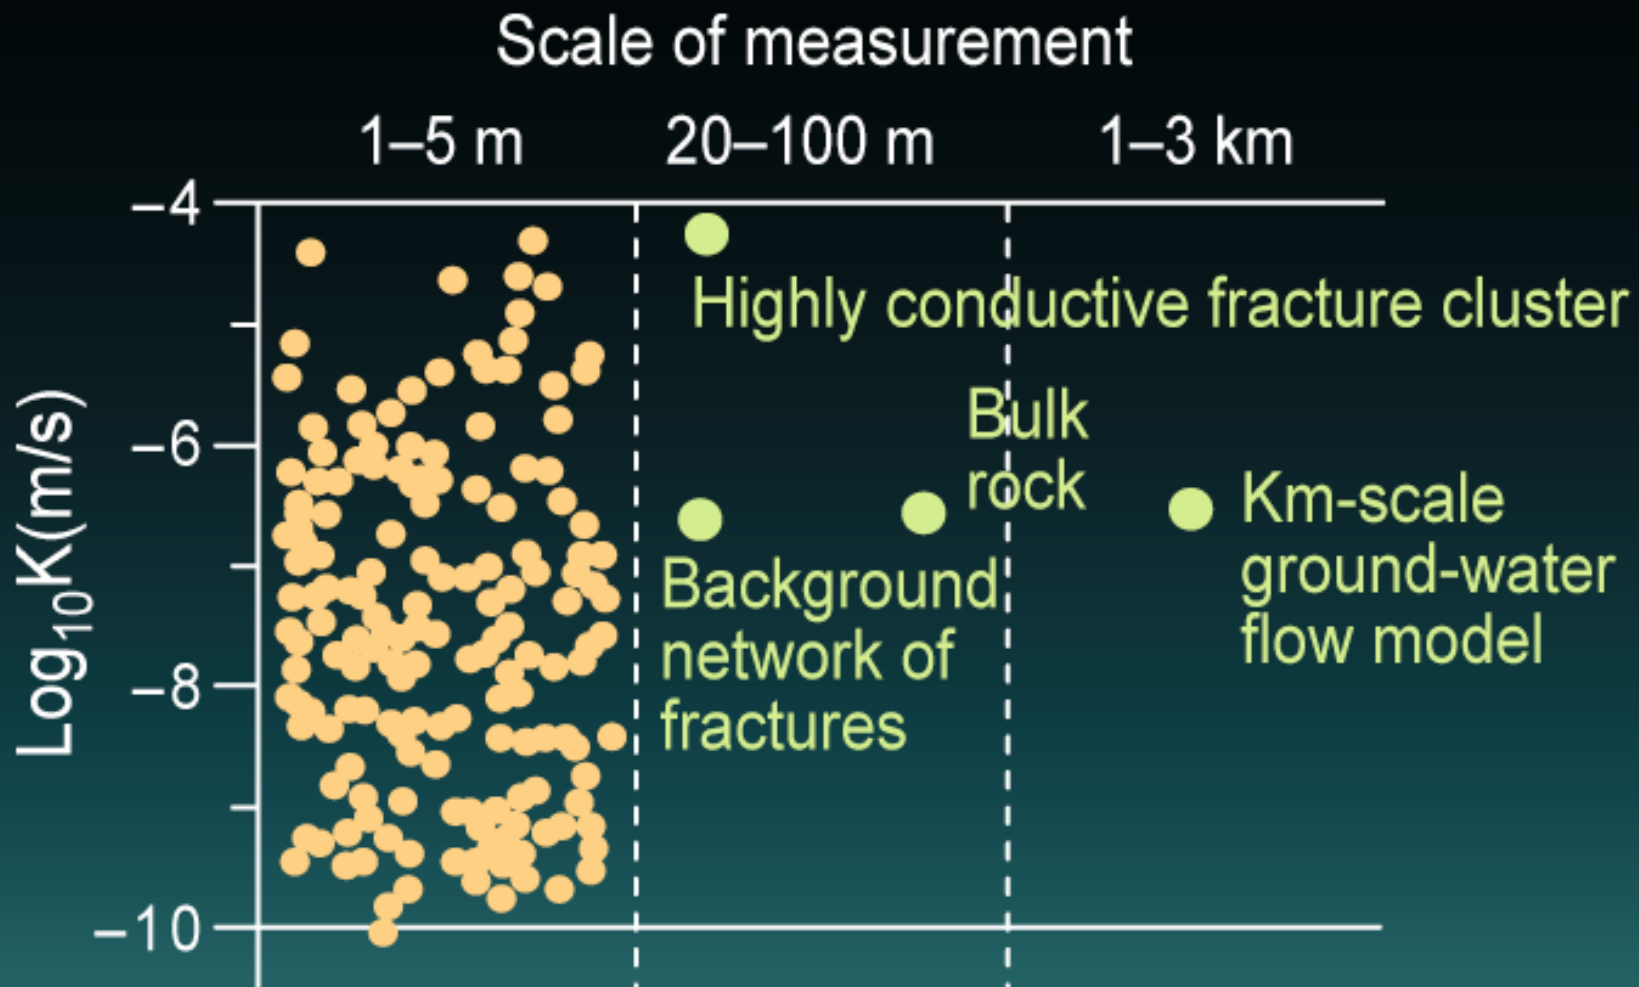 Scale of measurement
1–5 m
20–100 m
1–3 km
–4
–6
–8
–10
Log10K(m/s)
Highly conductive fracture cluster
Bulk
rock
Background
network of
fractures
Km-scale
ground-water
flow model